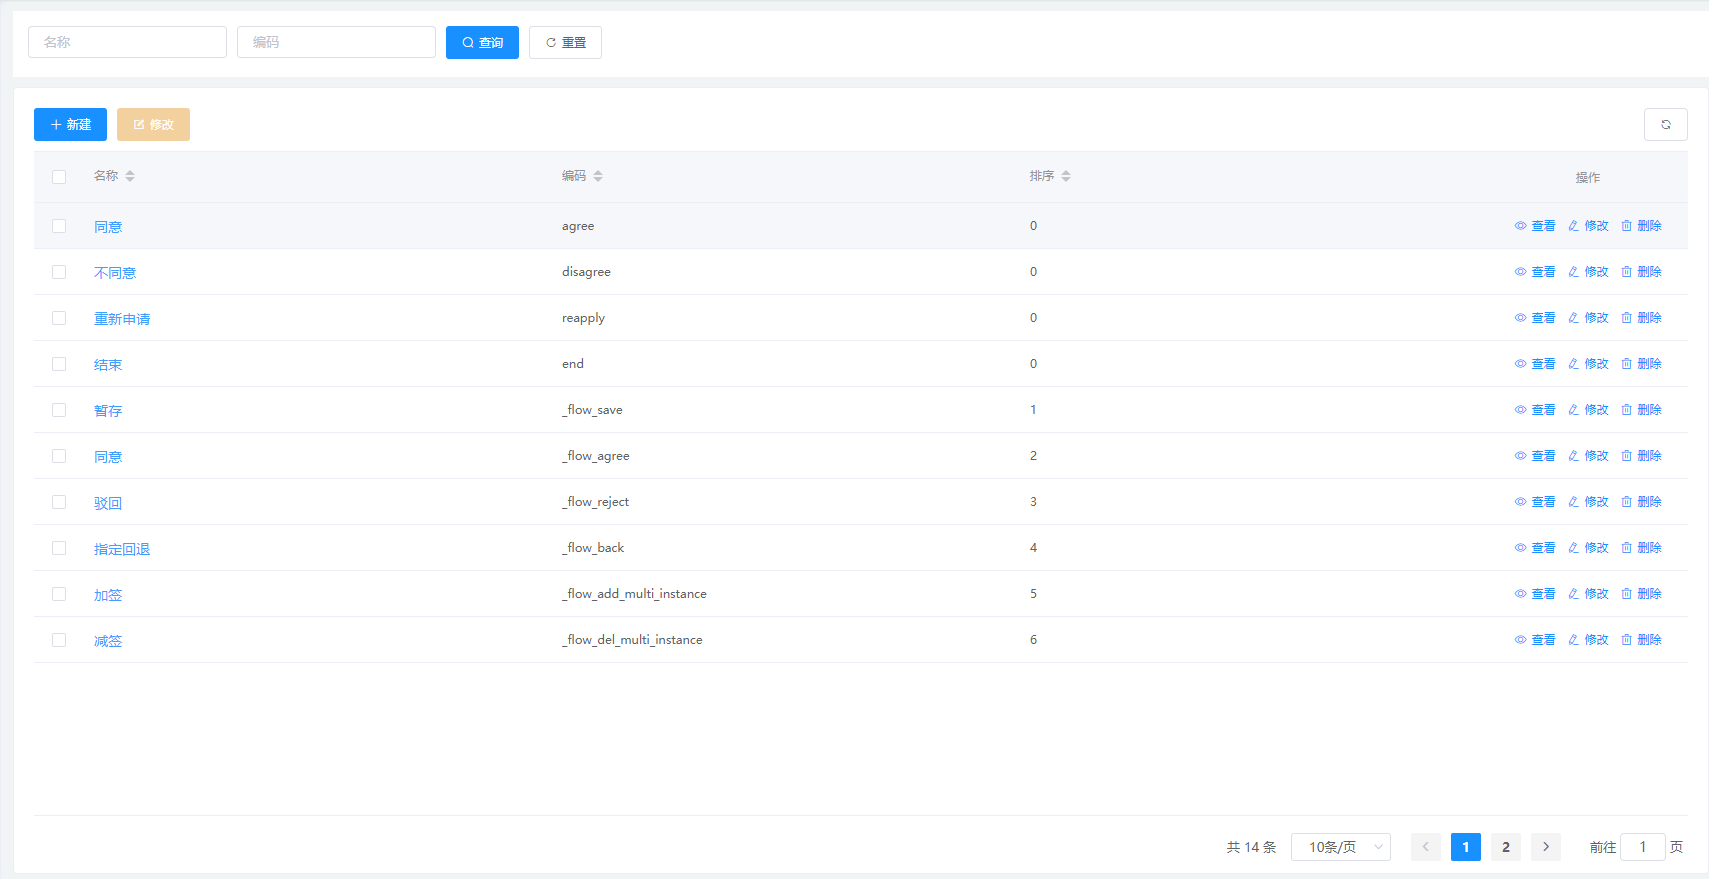 名称 编码 查询 重置
新建 修改
名称 编码 排序 操作
同意 agree 0 查看 修改 删除
不同意 disagree 0 查看 修改 删除
重新申请 reapply 0 查看 修改 删除
结束 end 0 查看 修改 删除
暂存 _flow_save 1 查看 修改 删除
同意 _flow_agree 2 查看 修改 删除
驳回 _flow_reject 3 查看 修改 删除
指定回退 _flow_back 4 查看 修改 删除
加签 _flow_add_multi_instance 5 查看 修改 删除
减签 _flow_del_multi_instance 6 查看 修改 删除
共 14 条 10条/页 1 2 前往 1 页